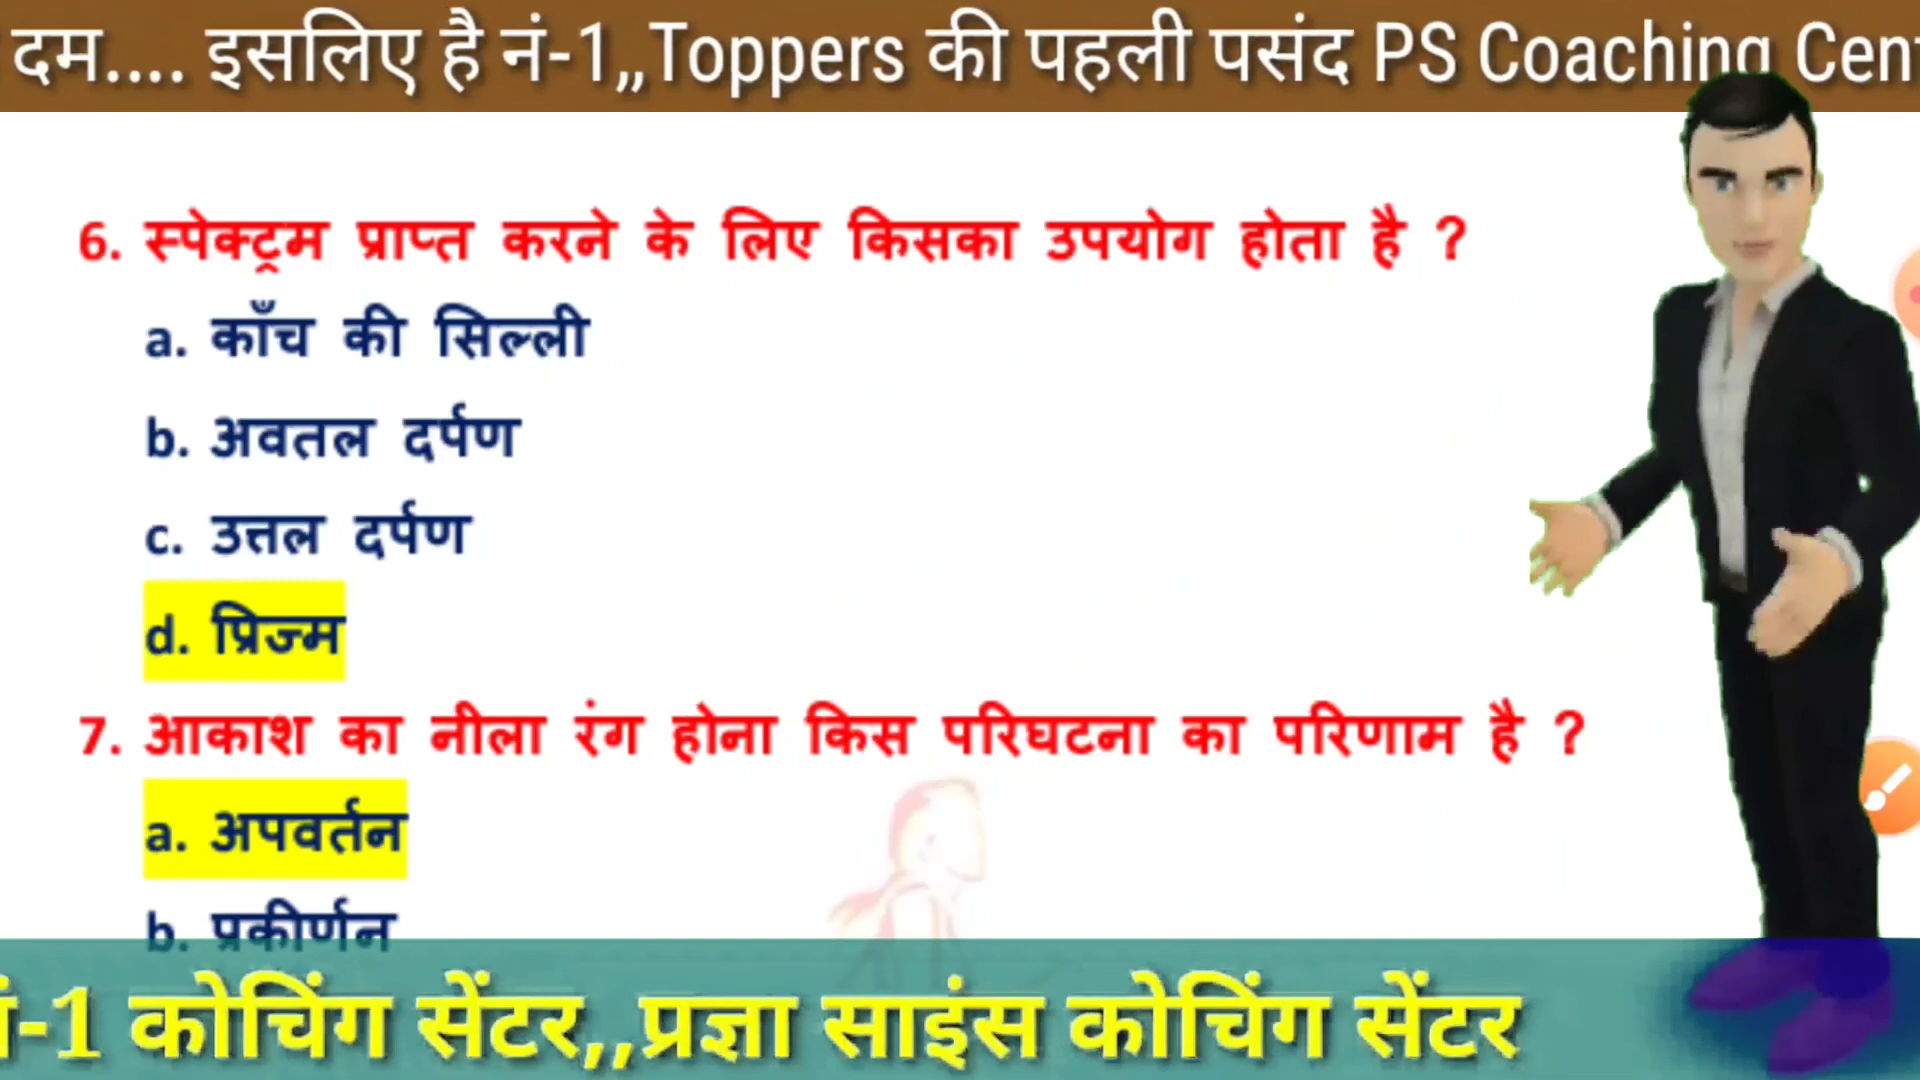 दम.... इसलिए है नं-1,,Toppers की पहली पसंद PS Coaching Cen
6. स्पेक्ट्रम प्राप्त करने के लिए किसका उपयोग होता है ?
a. काँच की सिल्ली
b. अवतल दर्पण
c. उत्तल दर्पण
d. प्रिज्म
7. आकाश का नीला रंग होना किस परिघटना का परिणाम है ?
a. अपवर्तन
b. प्रकीर्णन
-1 कोचिंग सेंटर,,प्रज्ञा साइंस कोचिंग सेंटर